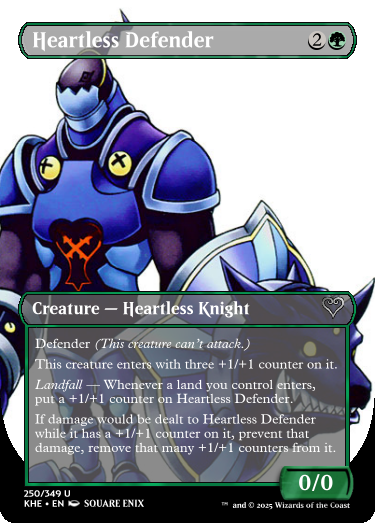 Heartless Defender 2
Creature — Heartless Knight
Defender (This creature can't attack.)
This creature enters with three +1/+1 counter on it.
Landfall — Whenever a land you control enters,
put a +1/+1 counter on Heartless Defender.
If damage would be dealt to Heartless Defender
while it has a +1/+1 counter on it, prevent that
damage, remove that many +1/+1 counters from it.
0/0
250/349 U
KHE • EN SQUARE ENIX
™ and © 2025 Wizards of the Coast